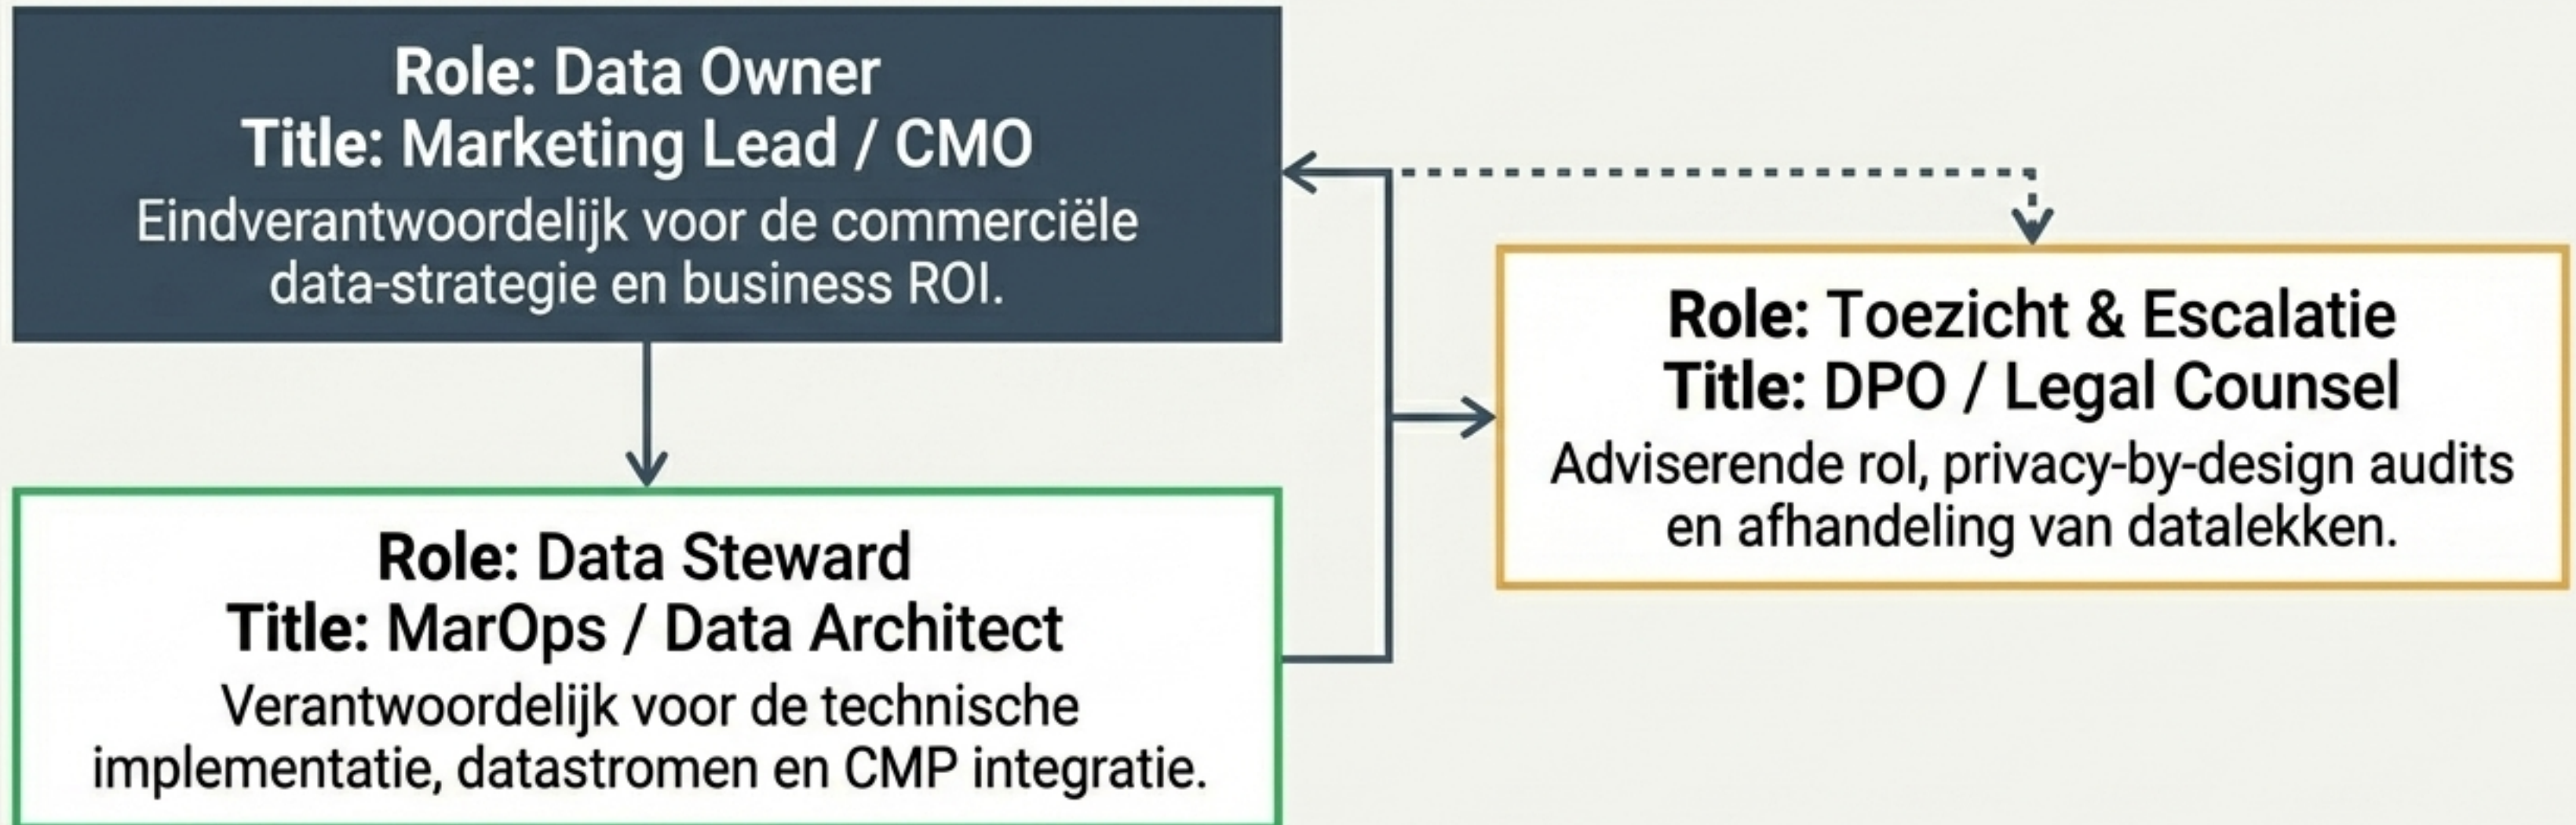 Role: Data Owner
Title: Marketing Lead / CMO
Eindverantwoordelijk voor de commerciële
data-strategie en business ROI.
Role: Toezicht & Escalatie
Title: DPO / Legal Counsel
Adviserende rol, privacy-by-design audits
en afhandeling van datalekken.
Role: Data Steward
Title: MarOps / Data Architect
Verantwoordelijk voor de technische
implementatie, datastromen en CMP integratie.